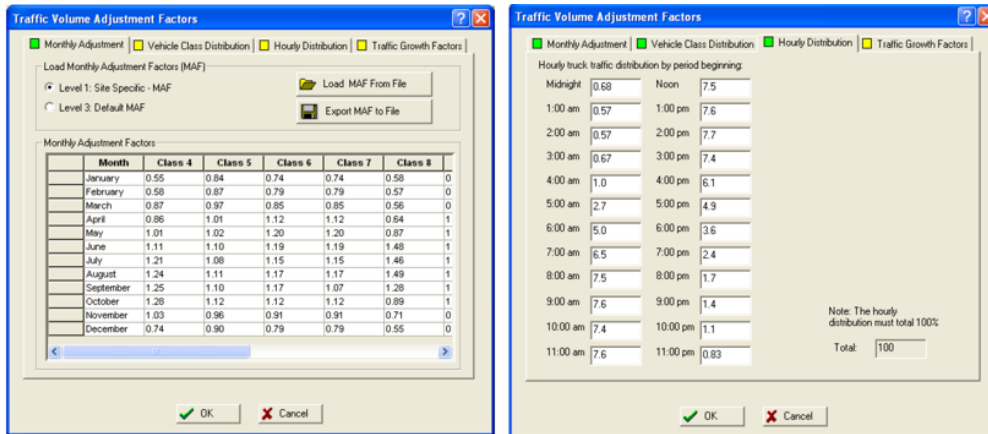 Traffic Volume Adjustment Factors
Monthly Adjustment Vehicle Class Distribution Hourly Distribution Traffic Growth Factors
Load Monthly Adjustment Factors (MAF)
Level 1: Site Specific - MAF
Load MAF From File
Level 3: Default MAF
Export MAF to File
Monthly Adjustment Factors
Month Class 4 Class 5 Class 6 Class 7 Class 8
January 0.55 0.84 0.74 0.74 0.58 0
February 0.58 0.87 0.79 0.79 0.57 0
March 0.87 0.97 0.85 0.85 0.56 0
April 0.86 1.01 1.12 1.12 0.64 1
May 1.01 1.02 1.20 1.20 0.87 1
June 1.11 1.10 1.19 1.19 1.48 1
July 1.21 1.08 1.15 1.15 1.46 1
August 1.24 1.11 1.17 1.17 1.49 1
September 1.25 1.10 1.17 1.07 1.28 1
October 1.28 1.12 1.12 1.12 0.89 1
November 1.03 0.96 0.91 0.91 0.71 0
December 0.74 0.90 0.79 0.79 0.55 0
OK Cancel
Traffic Volume Adjustment Factors
Monthly Adjustment Vehicle Class Distribution Hourly Distribution Traffic Growth Factors
Hourly truck traffic distribution by period beginning:
Midnight 0.68 Noon 7.5
1:00 am 0.57 1:00 pm 7.6
2:00 am 0.57 2:00 pm 7.7
3:00 am 0.67 3:00 pm 7.4
4:00 am 1.0 4:00 pm 6.1
5:00 am 2.7 5:00 pm 4.9
6:00 am 5.0 6:00 pm 3.6
7:00 am 6.5 7:00 pm 2.4
8:00 am 7.5 8:00 pm 1.7
9:00 am 7.6 9:00 pm 1.4
10:00 am 7.4 10:00 pm 1.1
11:00 am 7.6 11:00 pm 0.83
Note: The hourly
distribution must total 100%
Total: 100
OK Cancel